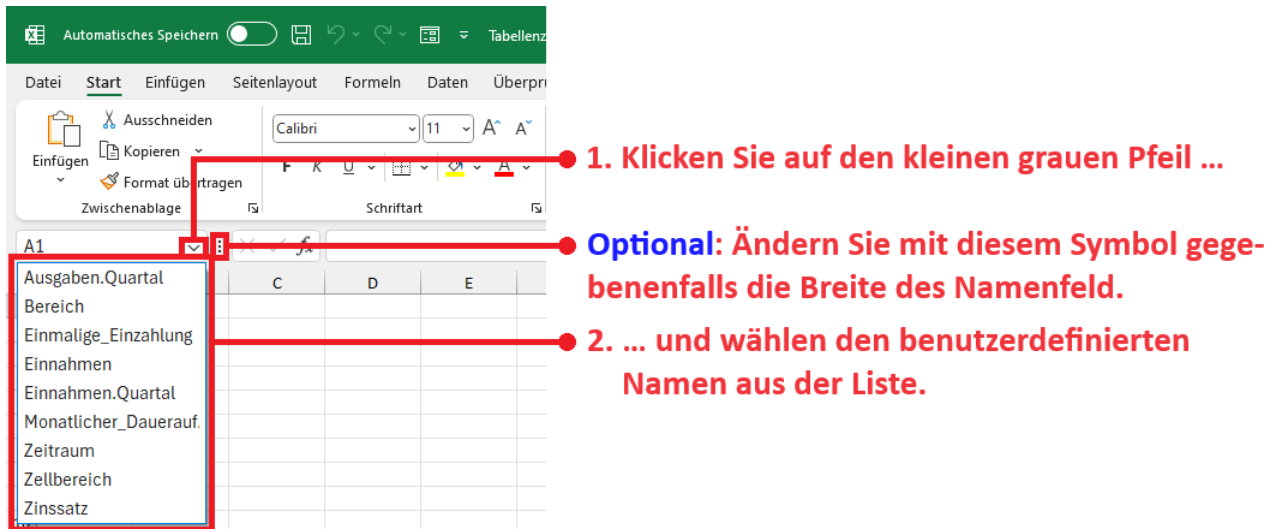 Automatisches Speichern
Tabellenz
Datei Start Einfügen Seitenlayout Formeln Daten Überpr
Ausschneiden
Kopieren
Einfügen
Format übertragen
Zwischenablage
Calibri 11 A A
F K U A
Schriftart
1. Klicken Sie auf den kleinen grauen Pfeil ...
A1
fx
Optional: Ändern Sie mit diesem Symbol gege-
benenfalls die Breite des Namenfeld.
C D E
Ausgaben.Quartal
Bereich
Einmalige_Einzahlung
Einnahmen
Einnahmen.Quartal
Monatlicher_Dauerauf.
Zeitraum
Zellbereich
Zinssatz
2. ... und wählen den benutzerdefinierten
Namen aus der Liste.